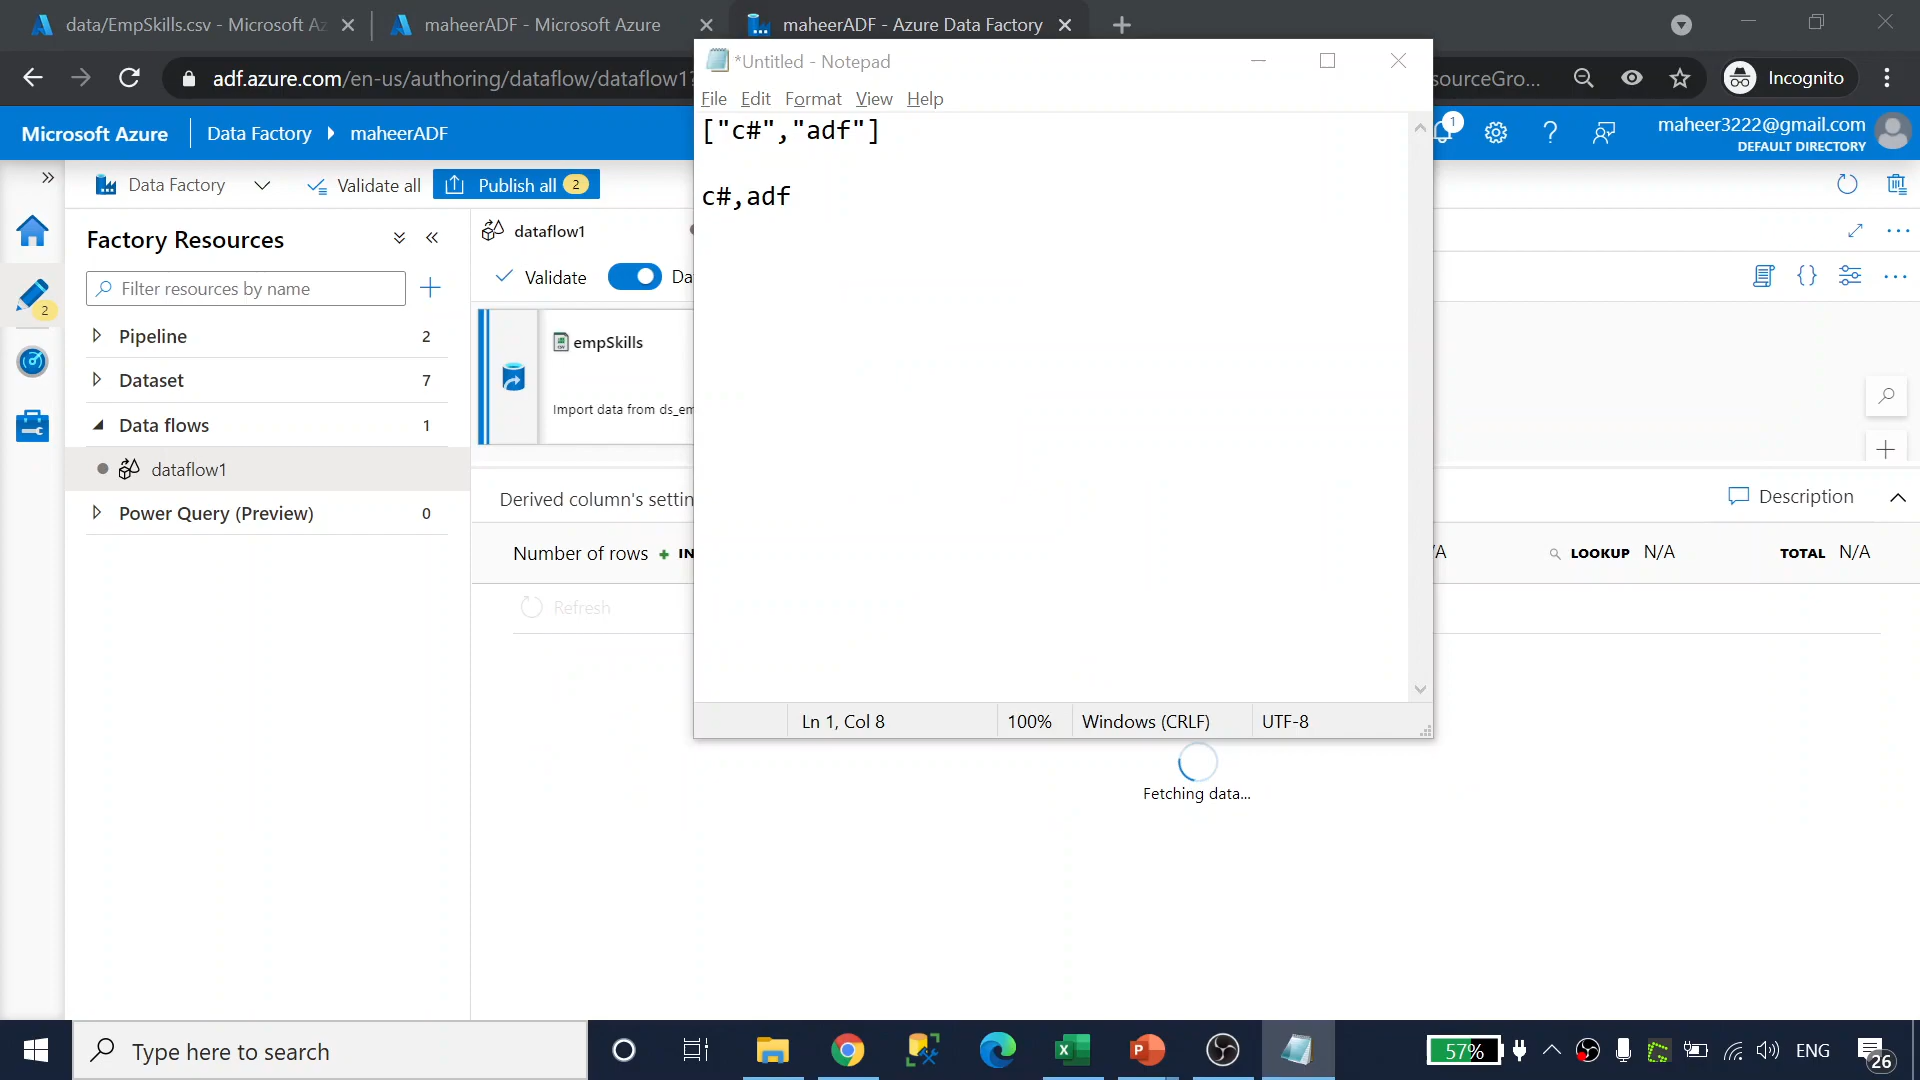 data/EmpSkills.csv - Microsoft Az
maheerADF - Microsoft Azure
maheerADF - Azure Data Factory
adf.azure.com/en-us/authoring/dataflow/dataflow1?
sourceGro...
Incognito
*Untitled - Notepad
File Edit Format View Help
["c#","adf"]
c#,adf
Ln 1, Col 8
100%
Windows (CRLF)
UTF-8
Microsoft Azure
Data Factory
maheerADF
1
maheer3222@gmail.com
DEFAULT DIRECTORY
Data Factory
Validate all
Publish all 2
Factory Resources
Filter resources by name
2
Pipeline 2
Dataset 7
Data flows 1
dataflow1
Power Query (Preview) 0
dataflow1
Validate
Da
empSkills
Import data from ds_em
Derived column's settin
Description
Number of rows + IN
/A
LOOKUP N/A
TOTAL N/A
Refresh
Fetching data...
Type here to search
57%
ENG
26